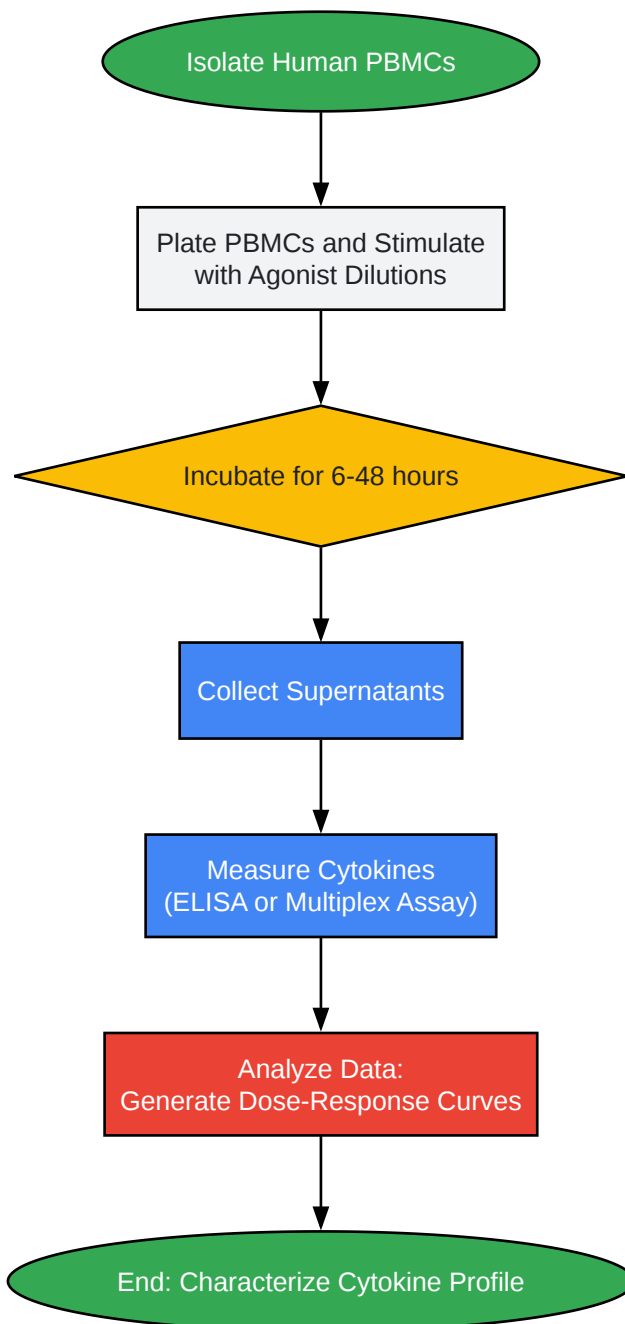 Isolate Human PBMCs
Plate PBMCs and Stimulate
with Agonist Dilutions
Incubate for 6-48 hours
Collect Supernatants
Measure Cytokines
(ELISA or Multiplex Assay)
Analyze Data:
Generate Dose-Response Curves
End: Characterize Cytokine Profile